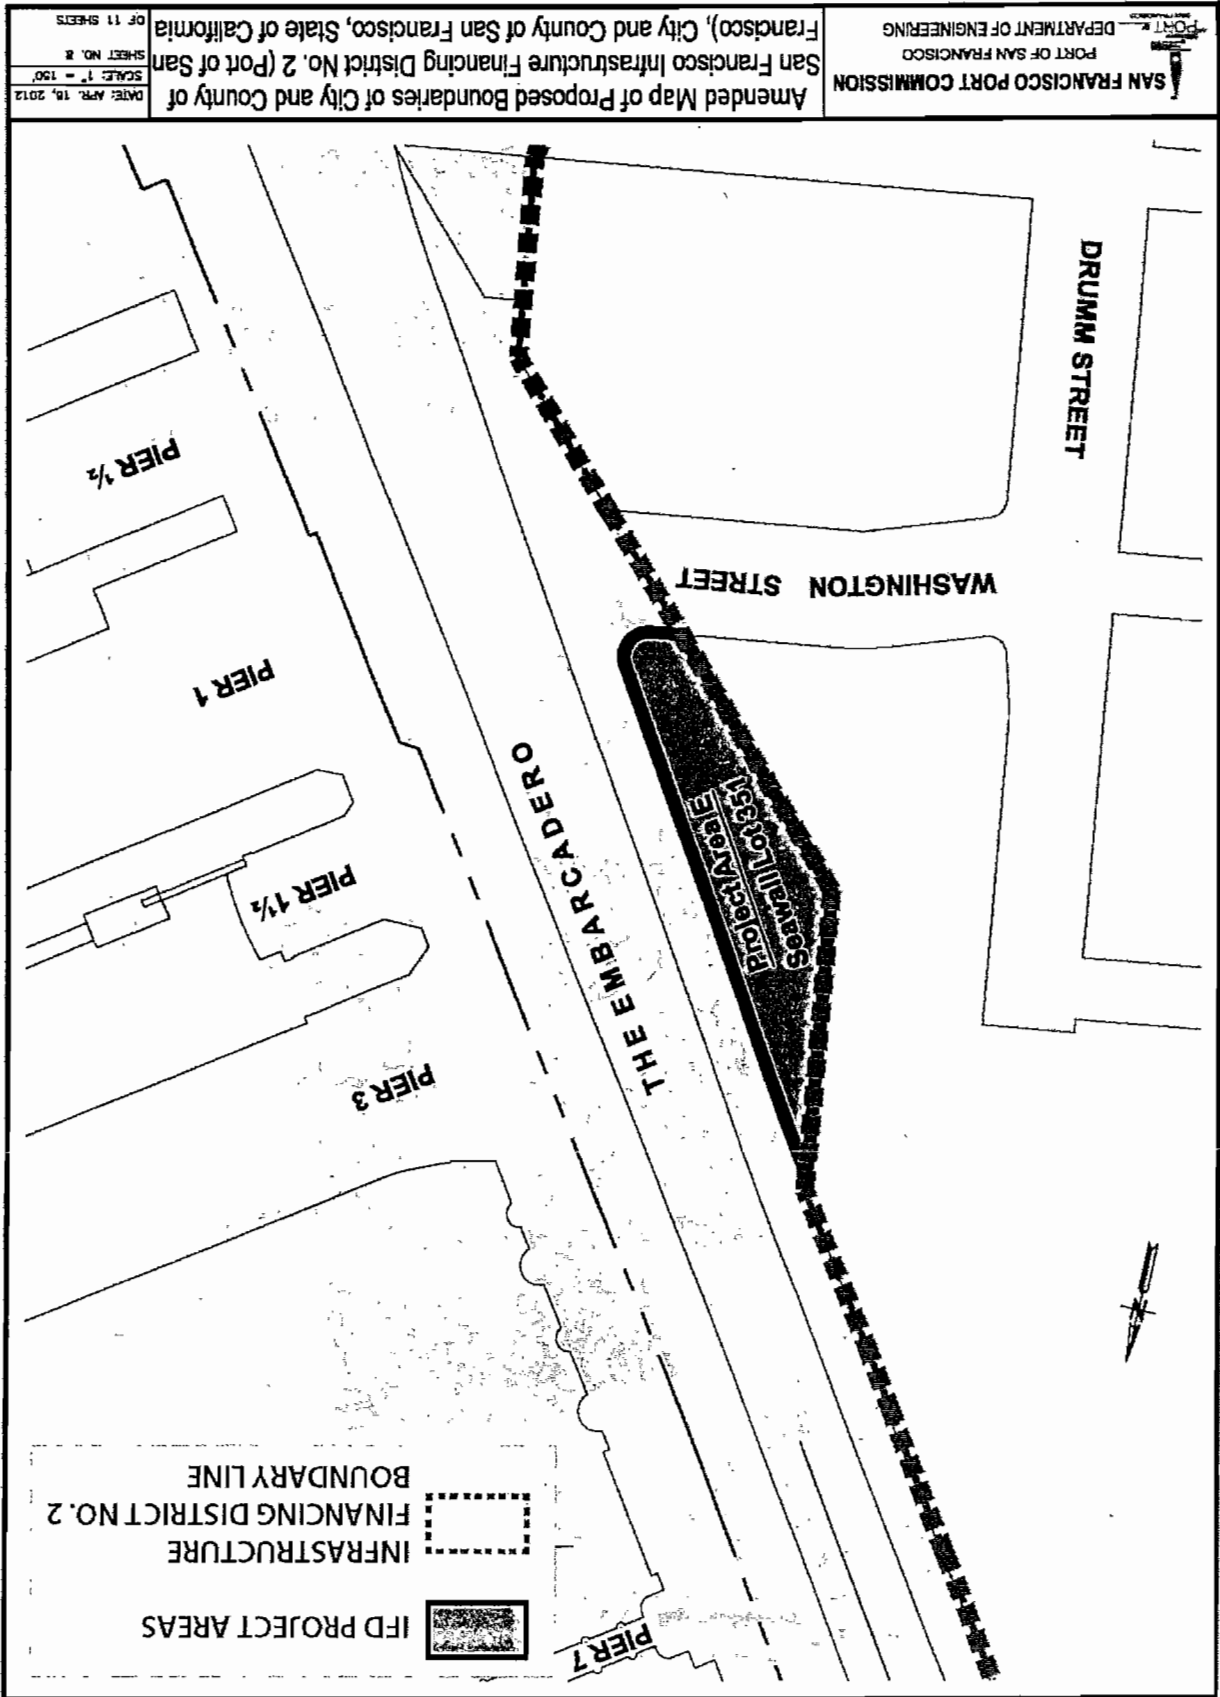 IFD PROJECT AREAS
INFRASTRUCTURE
FINANCING DISTRICT NO. 2
BOUNDARY LINE
PIER 7
PIER 3
PIER 1½
PIER 1
PIER ½
THE EMBARCADERO
Project Area E
Seawall Lot 351
WASHINGTON STREET
DRUMM STREET
SAN FRANCISCO PORT COMMISSION
PORT OF SAN FRANCISCO
DEPARTMENT OF ENGINEERING
PORT
Amended Map of Proposed Boundaries of City and County of
San Francisco Infrastructure Financing District No. 2 (Port of San
Francisco), City and County of San Francisco, State of California
DATE: APR. 18, 2012
SCALE: 1" = 150'
SHEET NO. 8
OF 11 SHEETS